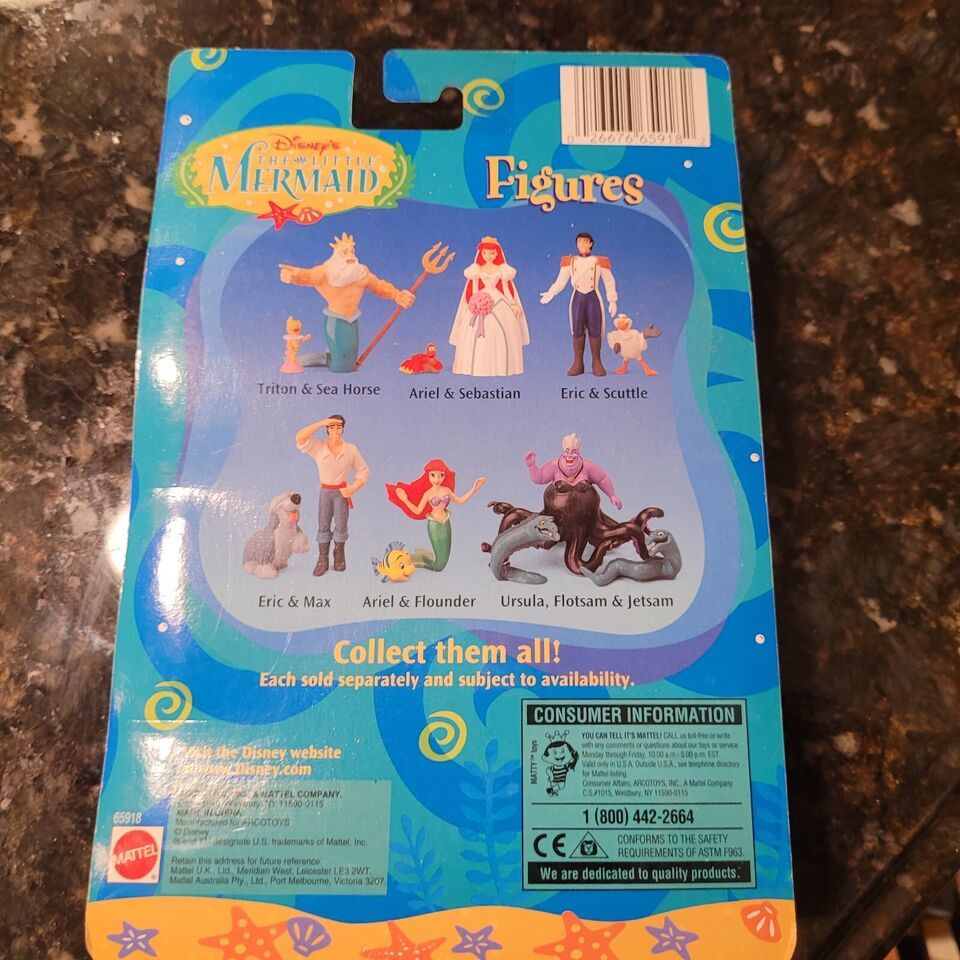 0 26676 65918 2
DISNEY'S
THE LITTLE
MERMAID
Figures
Triton & Sea Horse
Ariel & Sebastian
Eric & Scuttle
Eric & Max
Ariel & Flounder
Ursula, Flotsam & Jetsam
Collect them all!
Each sold separately and subject to availability.
the Disney website
www.Disney.com
A MATTEL COMPANY.
NY 11590-0115
MADE IN CHINA
Manufactured for ARCOTOYS
© Disney
® and TM designate U.S. trademarks of Mattel, Inc.
Retain this address for future reference:
Mattel U.K., Ltd., Meridian West, Leicester LE3 2WT.
Mattel Australia Pty., Ltd., Port Melbourne, Victoria 3207.
65918
MATTEL
®
CONSUMER INFORMATION
MATTY™ toys
YOU CAN TELL IT'S MATTEL! CALL us toll-free or write
with any comments or questions about our toys or service.
Monday through Friday, 10:00 a.m.- 5:00 p.m. EST.
Valid only in U.S.A. Outside U.S.A., see telephone directory
for Mattel listing.
Consumer Affairs, ARCOTOYS, INC., A Mattel Company
C.S.#1015, Westbury, NY 11590-0115
1 (800) 442-2664
CE
CONFORMS TO THE SAFETY
REQUIREMENTS OF ASTM F963.
We are dedicated to quality products.